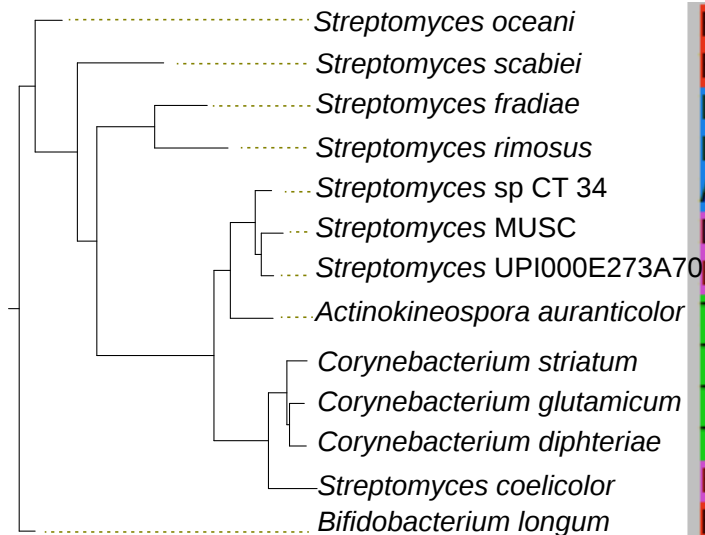 Streptomyces oceani
Streptomyces scabiei
Streptomyces fradiae
Streptomyces rimosus
Streptomyces sp CT 34
Streptomyces MUSC
Streptomyces UPI000E273A70
Actinokineospora auranticolor
Corynebacterium striatum
Corynebacterium glutamicum
Corynebacterium diphteriae
Streptomyces coelicolor
Bifidobacterium longum